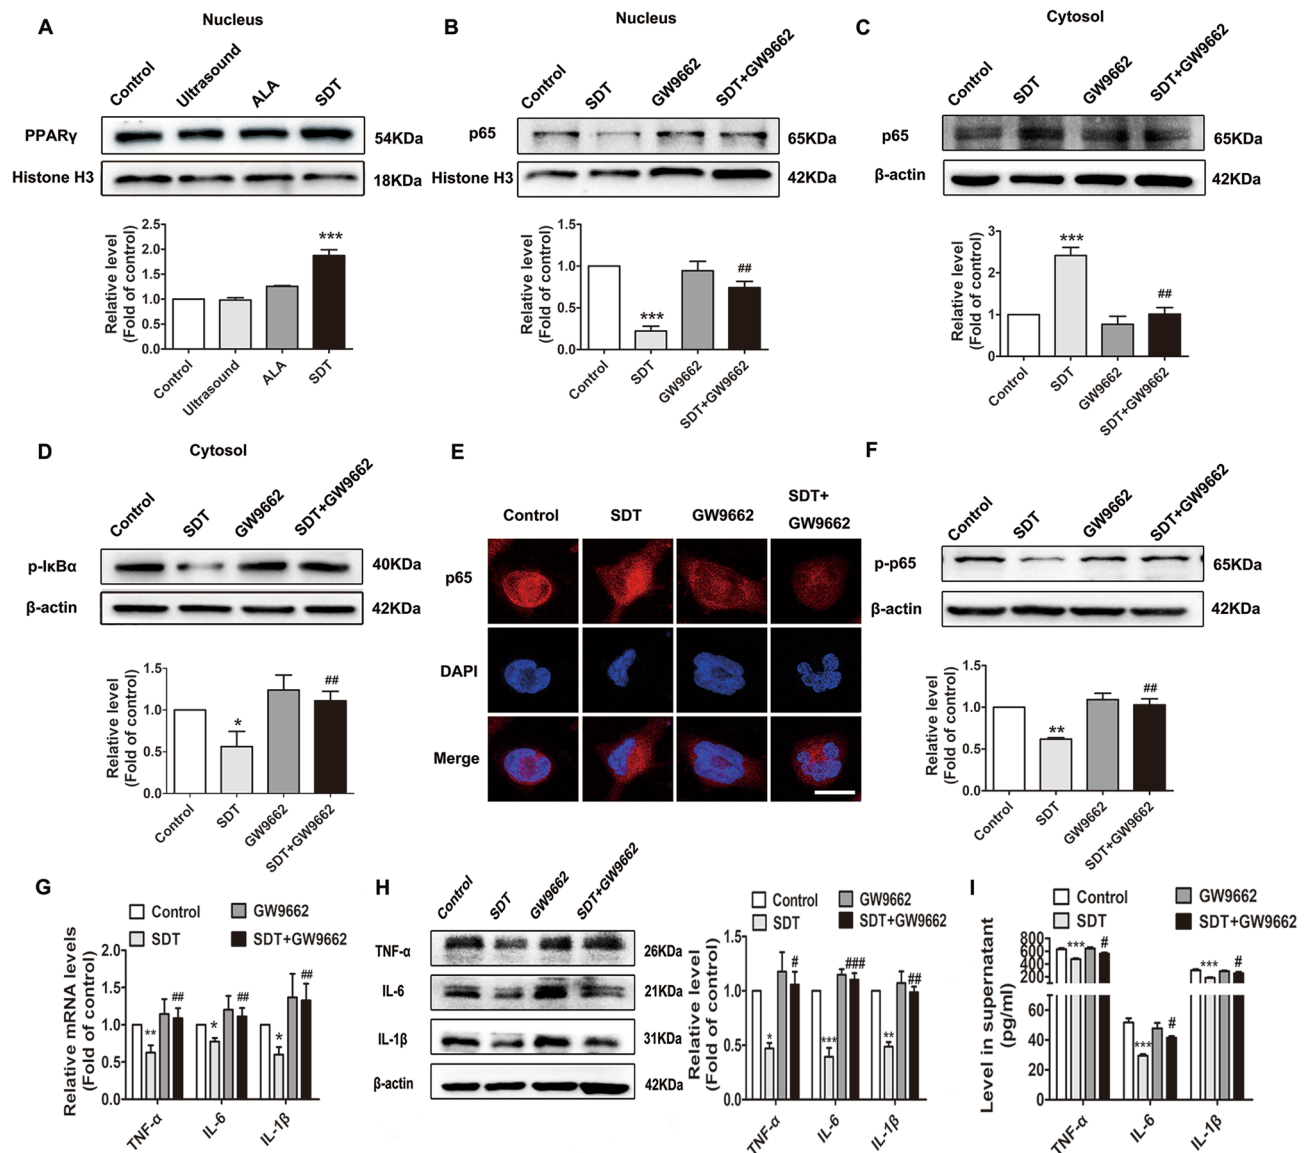 A
Nucleus
Control
Ultrasound
ALA
SDT
PPARγ
54KDa
Histone H3
18KDa
Relative level
(Fold of control)
2.5
2.0
1.5
1.0
0.5
0.0
***
Control
Ultrasound
ALA
SDT
B
Nucleus
Control
SDT
GW9662
SDT+GW9662
p65
65KDa
Histone H3
42KDa
Relative level
(Fold of control)
1.5
1.0
0.5
0.0
***
##
Control
SDT
GW9662
SDT+GW9662
C
Cytosol
Control
SDT
GW9662
SDT+GW9662
p65
65KDa
β-actin
42KDa
Relative level
(Fold of control)
3
2
1
0
***
##
Control
SDT
GW9662
SDT+GW9662
D
Cytosol
Control
SDT
GW9662
SDT+GW9662
p-IκBα
40KDa
β-actin
42KDa
Relative level
(Fold of control)
1.5
1.0
0.5
0.0
*
##
Control
SDT
GW9662
SDT+GW9662
E
Control
SDT
GW9662
SDT+
GW9662
p65
DAPI
Merge
F
Control
SDT
GW9662
SDT+GW9662
p-p65
65KDa
β-actin
42KDa
Relative level
(Fold of control)
1.5
1.0
0.5
0.0
**
##
Control
SDT
GW9662
SDT+GW9662
G
Control
GW9662
SDT
SDT+GW9662
Relative mRNA levels
(Fold of control)
2.0
1.5
1.0
0.5
0.0
**
##
*
##
*
##
TNF-α
IL-6
IL-1β
H
Control
SDT
GW9662
SDT+GW9662
TNF-α
26KDa
IL-6
21KDa
IL-1β
31KDa
β-actin
42KDa
Control
GW9662
SDT
SDT+GW9662
Relative level
(Fold of control)
1.5
1.0
0.5
0.0
*
#
***
###
**
##
TNF-α
IL-6
IL-1β
I
Control
GW9662
SDT
SDT+GW9662
Level in supernatant
(pg/ml)
800
600
400
200
60
40
20
0
***
#
***
#
***
#
TNF-α
IL-6
IL-1β